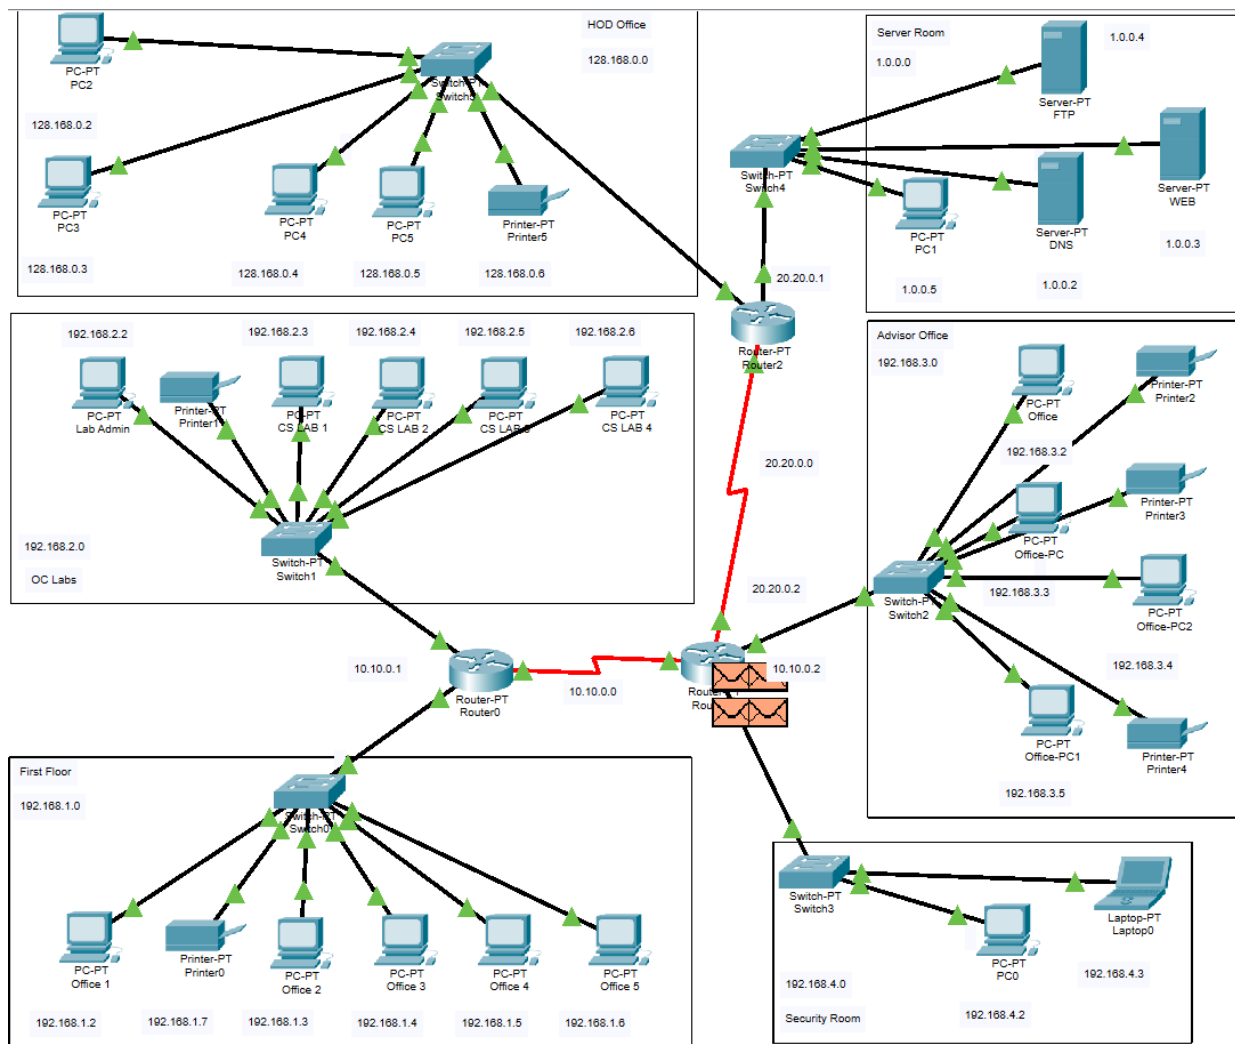 HOD Office
128.168.0.0
PC-PT
PC2
Switch-PT
128.168.0.2
PC-PT
PC3
PC-PT
PC4
PC-PT
PC5
Printer-PT
Printer5
128.168.0.3
128.168.0.4
128.168.0.5
128.168.0.6
Server Room
1.0.0.0
1.0.0.4
Server-PT
FTP
Switch-PT
Switch4
Server-PT
WEB
PC-PT
PC1
Server-PT
DNS
1.0.0.3
1.0.0.5
1.0.0.2
20.20.0.1
Router-PT
Router2
192.168.2.2
192.168.2.3
192.168.2.4
192.168.2.5
192.168.2.6
PC-PT
Lab Admin
Printer-PT
Printer1
PC-PT
CS LAB 1
PC-PT
CS LAB 2
PC-PT
CS LAB 3
PC-PT
CS LAB 4
192.168.2.0
OC Labs
Switch-PT
Switch1
Advisor Office
192.168.3.0
PC-PT
Office
Printer-PT
Printer2
192.168.3.2
Printer-PT
Printer3
PC-PT
Office-PC
Switch-PT
Switch2
192.168.3.3
PC-PT
Office-PC2
192.168.3.4
PC-PT
Office-PC1
Printer-PT
Printer4
192.168.3.5
20.20.0.0
20.20.0.2
10.10.0.1
Router-PT
Router0
10.10.0.0
10.10.0.2
First Floor
192.168.1.0
Switch-PT
Switch0
PC-PT
Office 1
Printer-PT
Printer0
PC-PT
Office 2
PC-PT
Office 3
PC-PT
Office 4
PC-PT
Office 5
192.168.1.2
192.168.1.7
192.168.1.3
192.168.1.4
192.168.1.5
192.168.1.6
Switch-PT
Switch3
Laptop-PT
Laptop0
PC-PT
PC0
192.168.4.0
192.168.4.3
Security Room
192.168.4.2